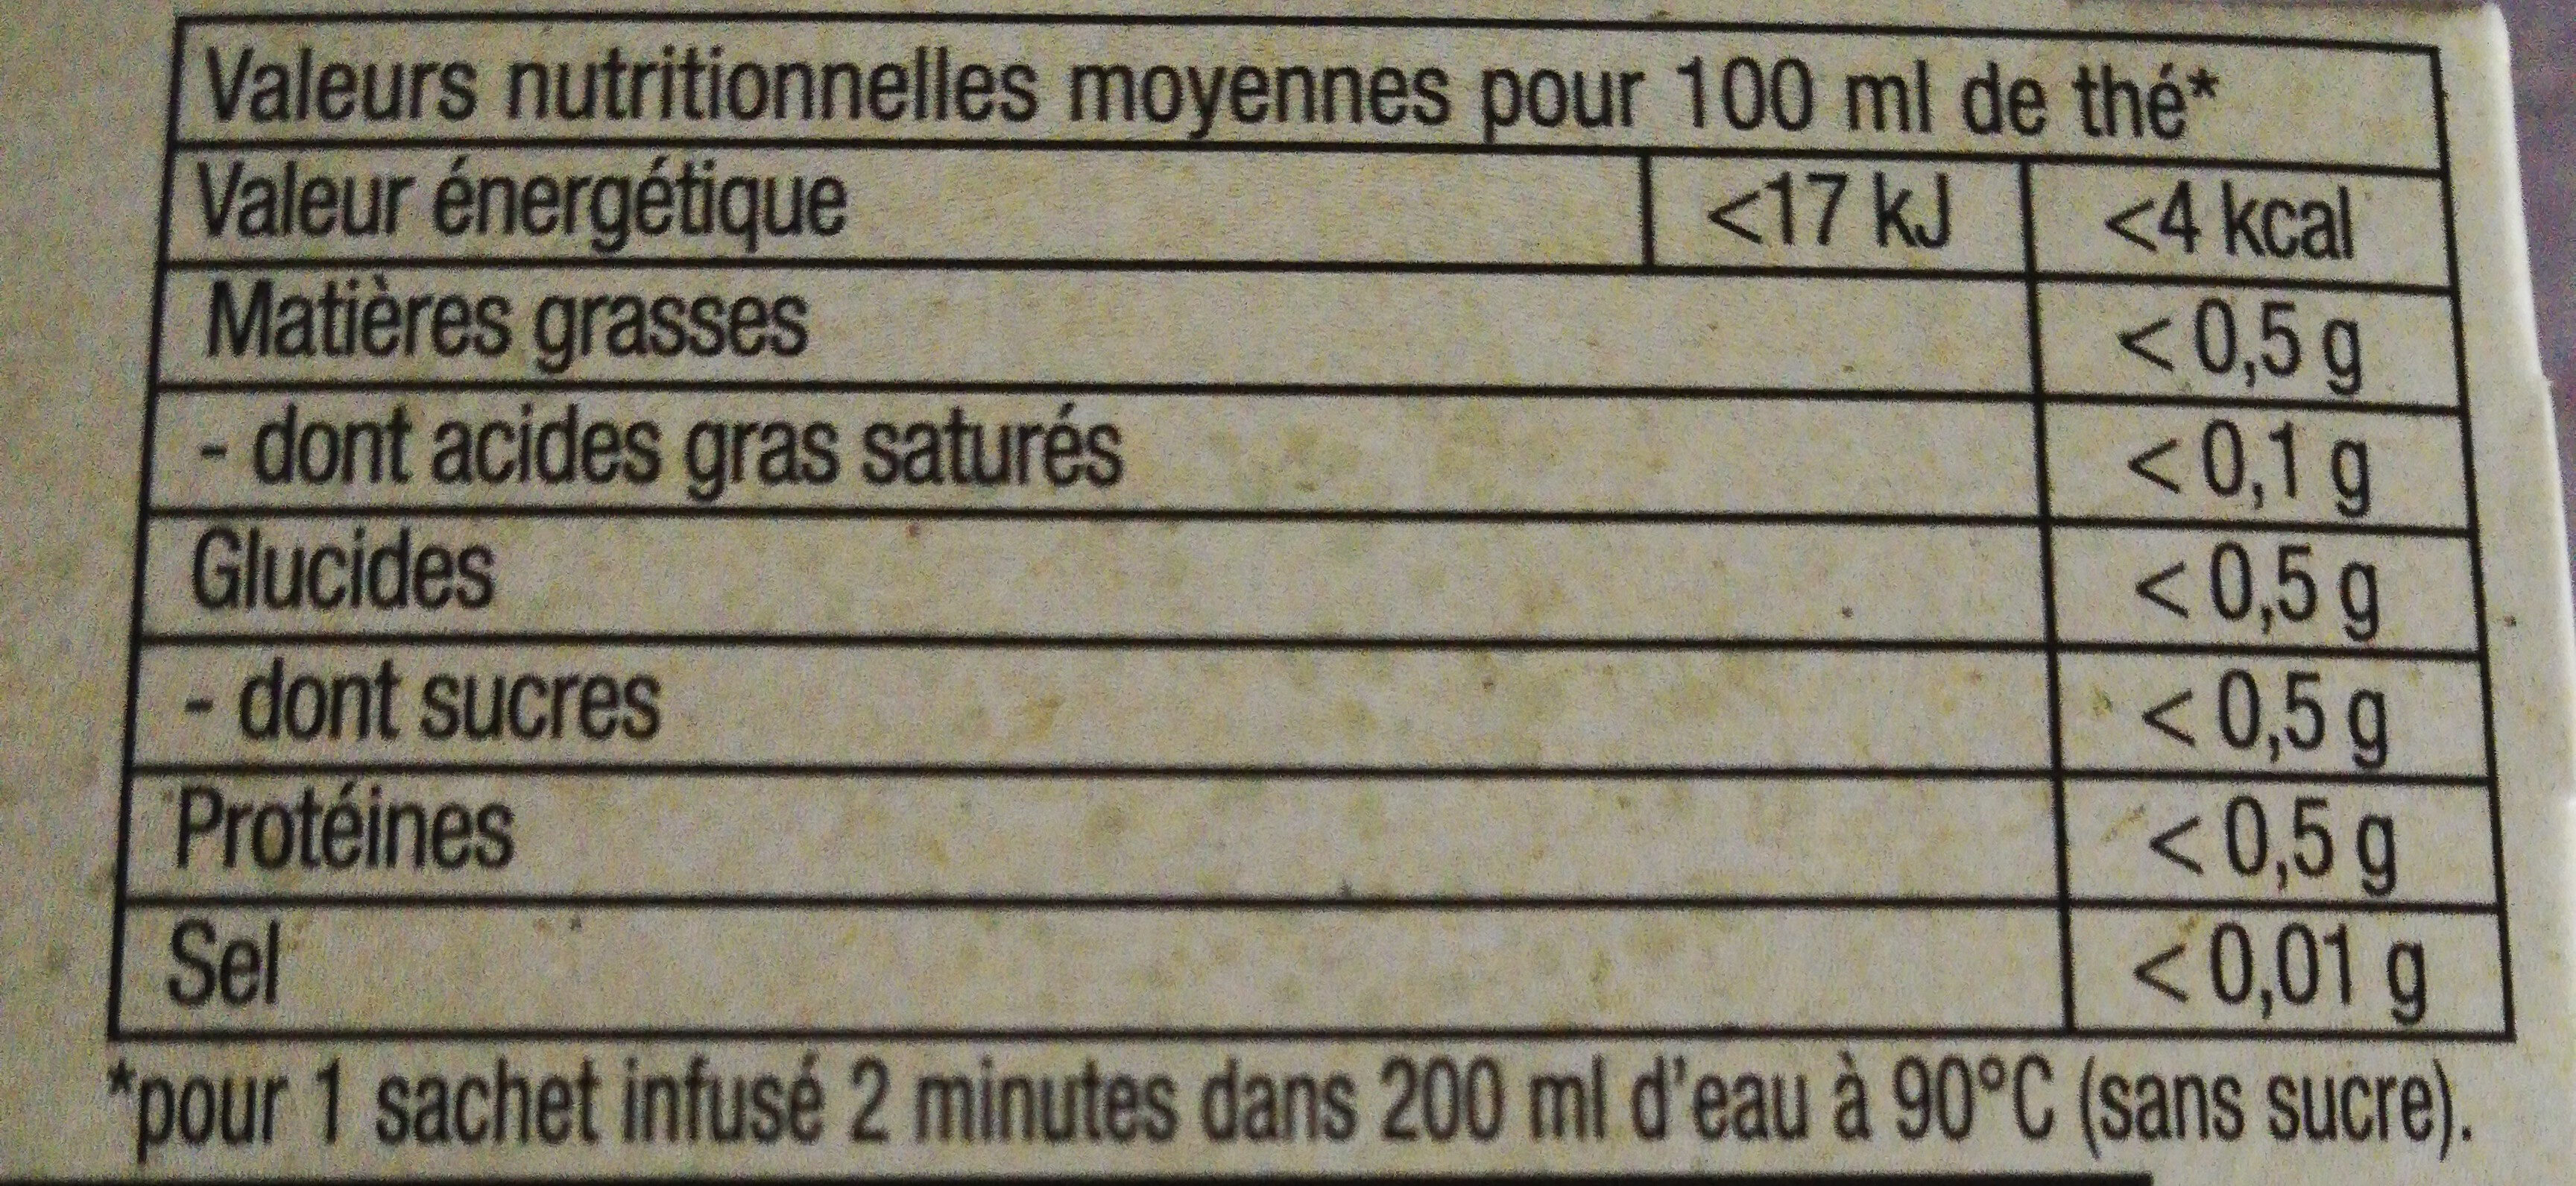 Valeurs nutritionnelles moyennes pour 100 ml de thé*
Valeur énergétique <17 kJ <4 kcal
Matières grasses < 0,5 g
- dont acides gras saturés < 0,1 g
Glucides < 0,5 g
- dont sucres < 0,5 g
Protéines < 0,5 g
Sel < 0,01 g
*pour 1 sachet infusé 2 minutes dans 200 ml d'eau à 90°C (sans sucre).